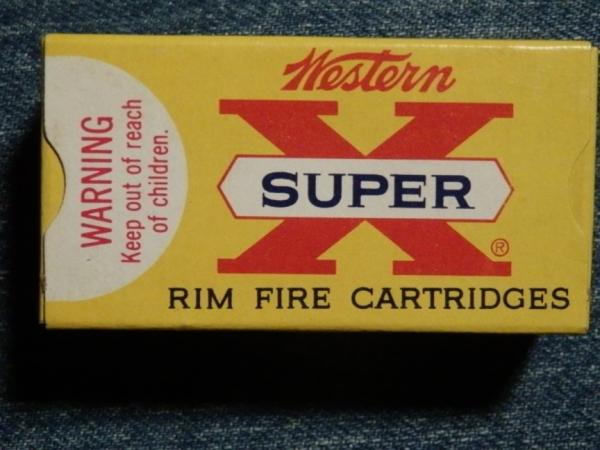 Western
X
SUPER
®
RIM FIRE CARTRIDGES
WARNING
Keep out of reach
of children.